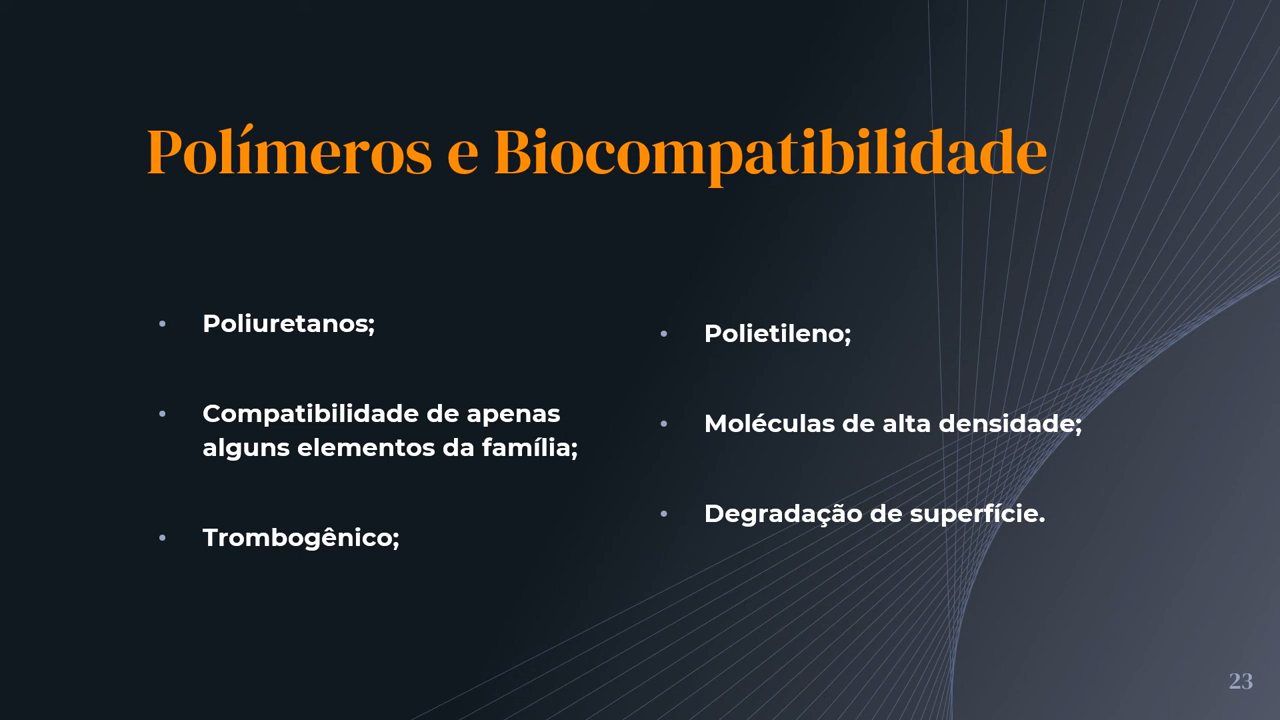 Polímeros e Biocompatibilidade
• Poliuretanos;
• Compatibilidade de apenas
alguns elementos da família;
• Trombogênico;
• Polietileno;
• Moléculas de alta densidade;
• Degradação de superfície.
23